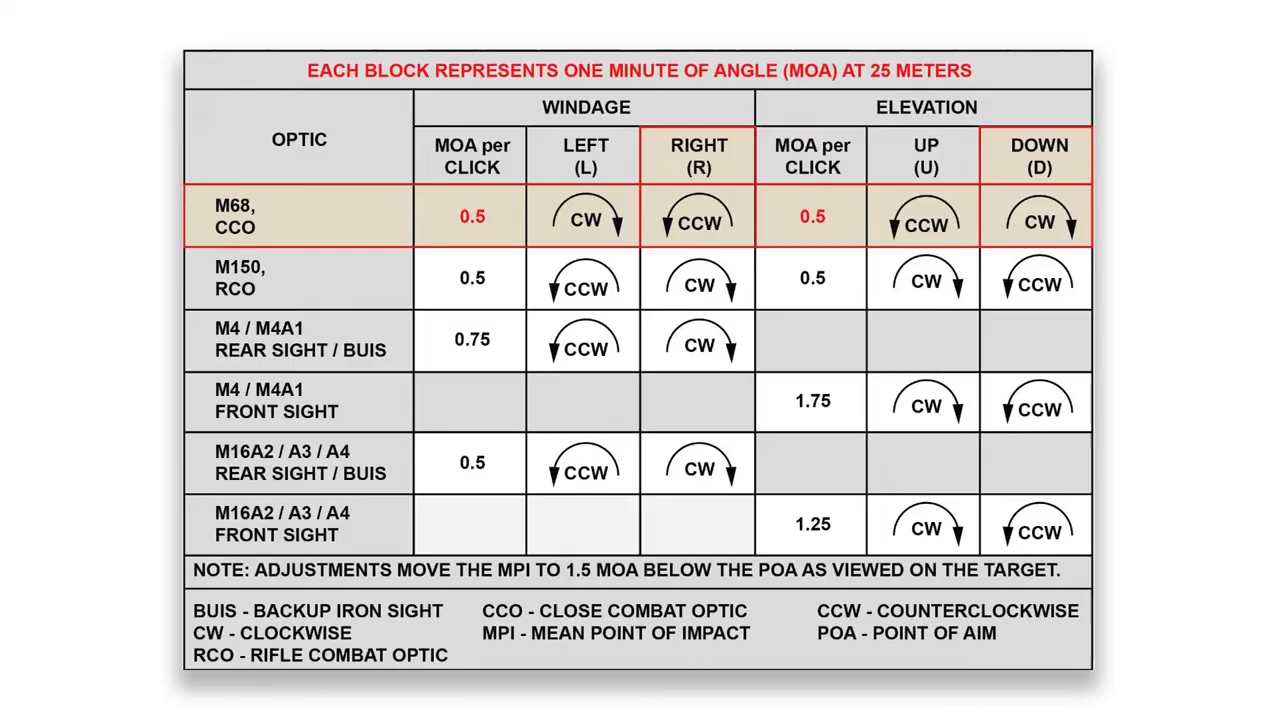 EACH BLOCK REPRESENTS ONE MINUTE OF ANGLE (MOA) AT 25 METERS
OPTIC
WINDAGE
ELEVATION
MOA per
CLICK
LEFT
(L)
RIGHT
(R)
MOA per
CLICK
UP
(U)
DOWN
(D)
M68,
CCO
0.5
CW
CCW
0.5
CCW
CW
M150,
RCO
0.5
CCW
CW
0.5
CW
CCW
M4 / M4A1
REAR SIGHT / BUIS
0.75
CCW
CW
M4 / M4A1
FRONT SIGHT
1.75
CW
CCW
M16A2 / A3 / A4
REAR SIGHT / BUIS
0.5
CCW
CW
M16A2 / A3 / A4
FRONT SIGHT
1.25
CW
CCW
NOTE: ADJUSTMENTS MOVE THE MPI TO 1.5 MOA BELOW THE POA AS VIEWED ON THE TARGET.
BUIS - BACKUP IRON SIGHT
CW - CLOCKWISE
RCO - RIFLE COMBAT OPTIC
CCO - CLOSE COMBAT OPTIC
MPI - MEAN POINT OF IMPACT
CCW - COUNTERCLOCKWISE
POA - POINT OF AIM